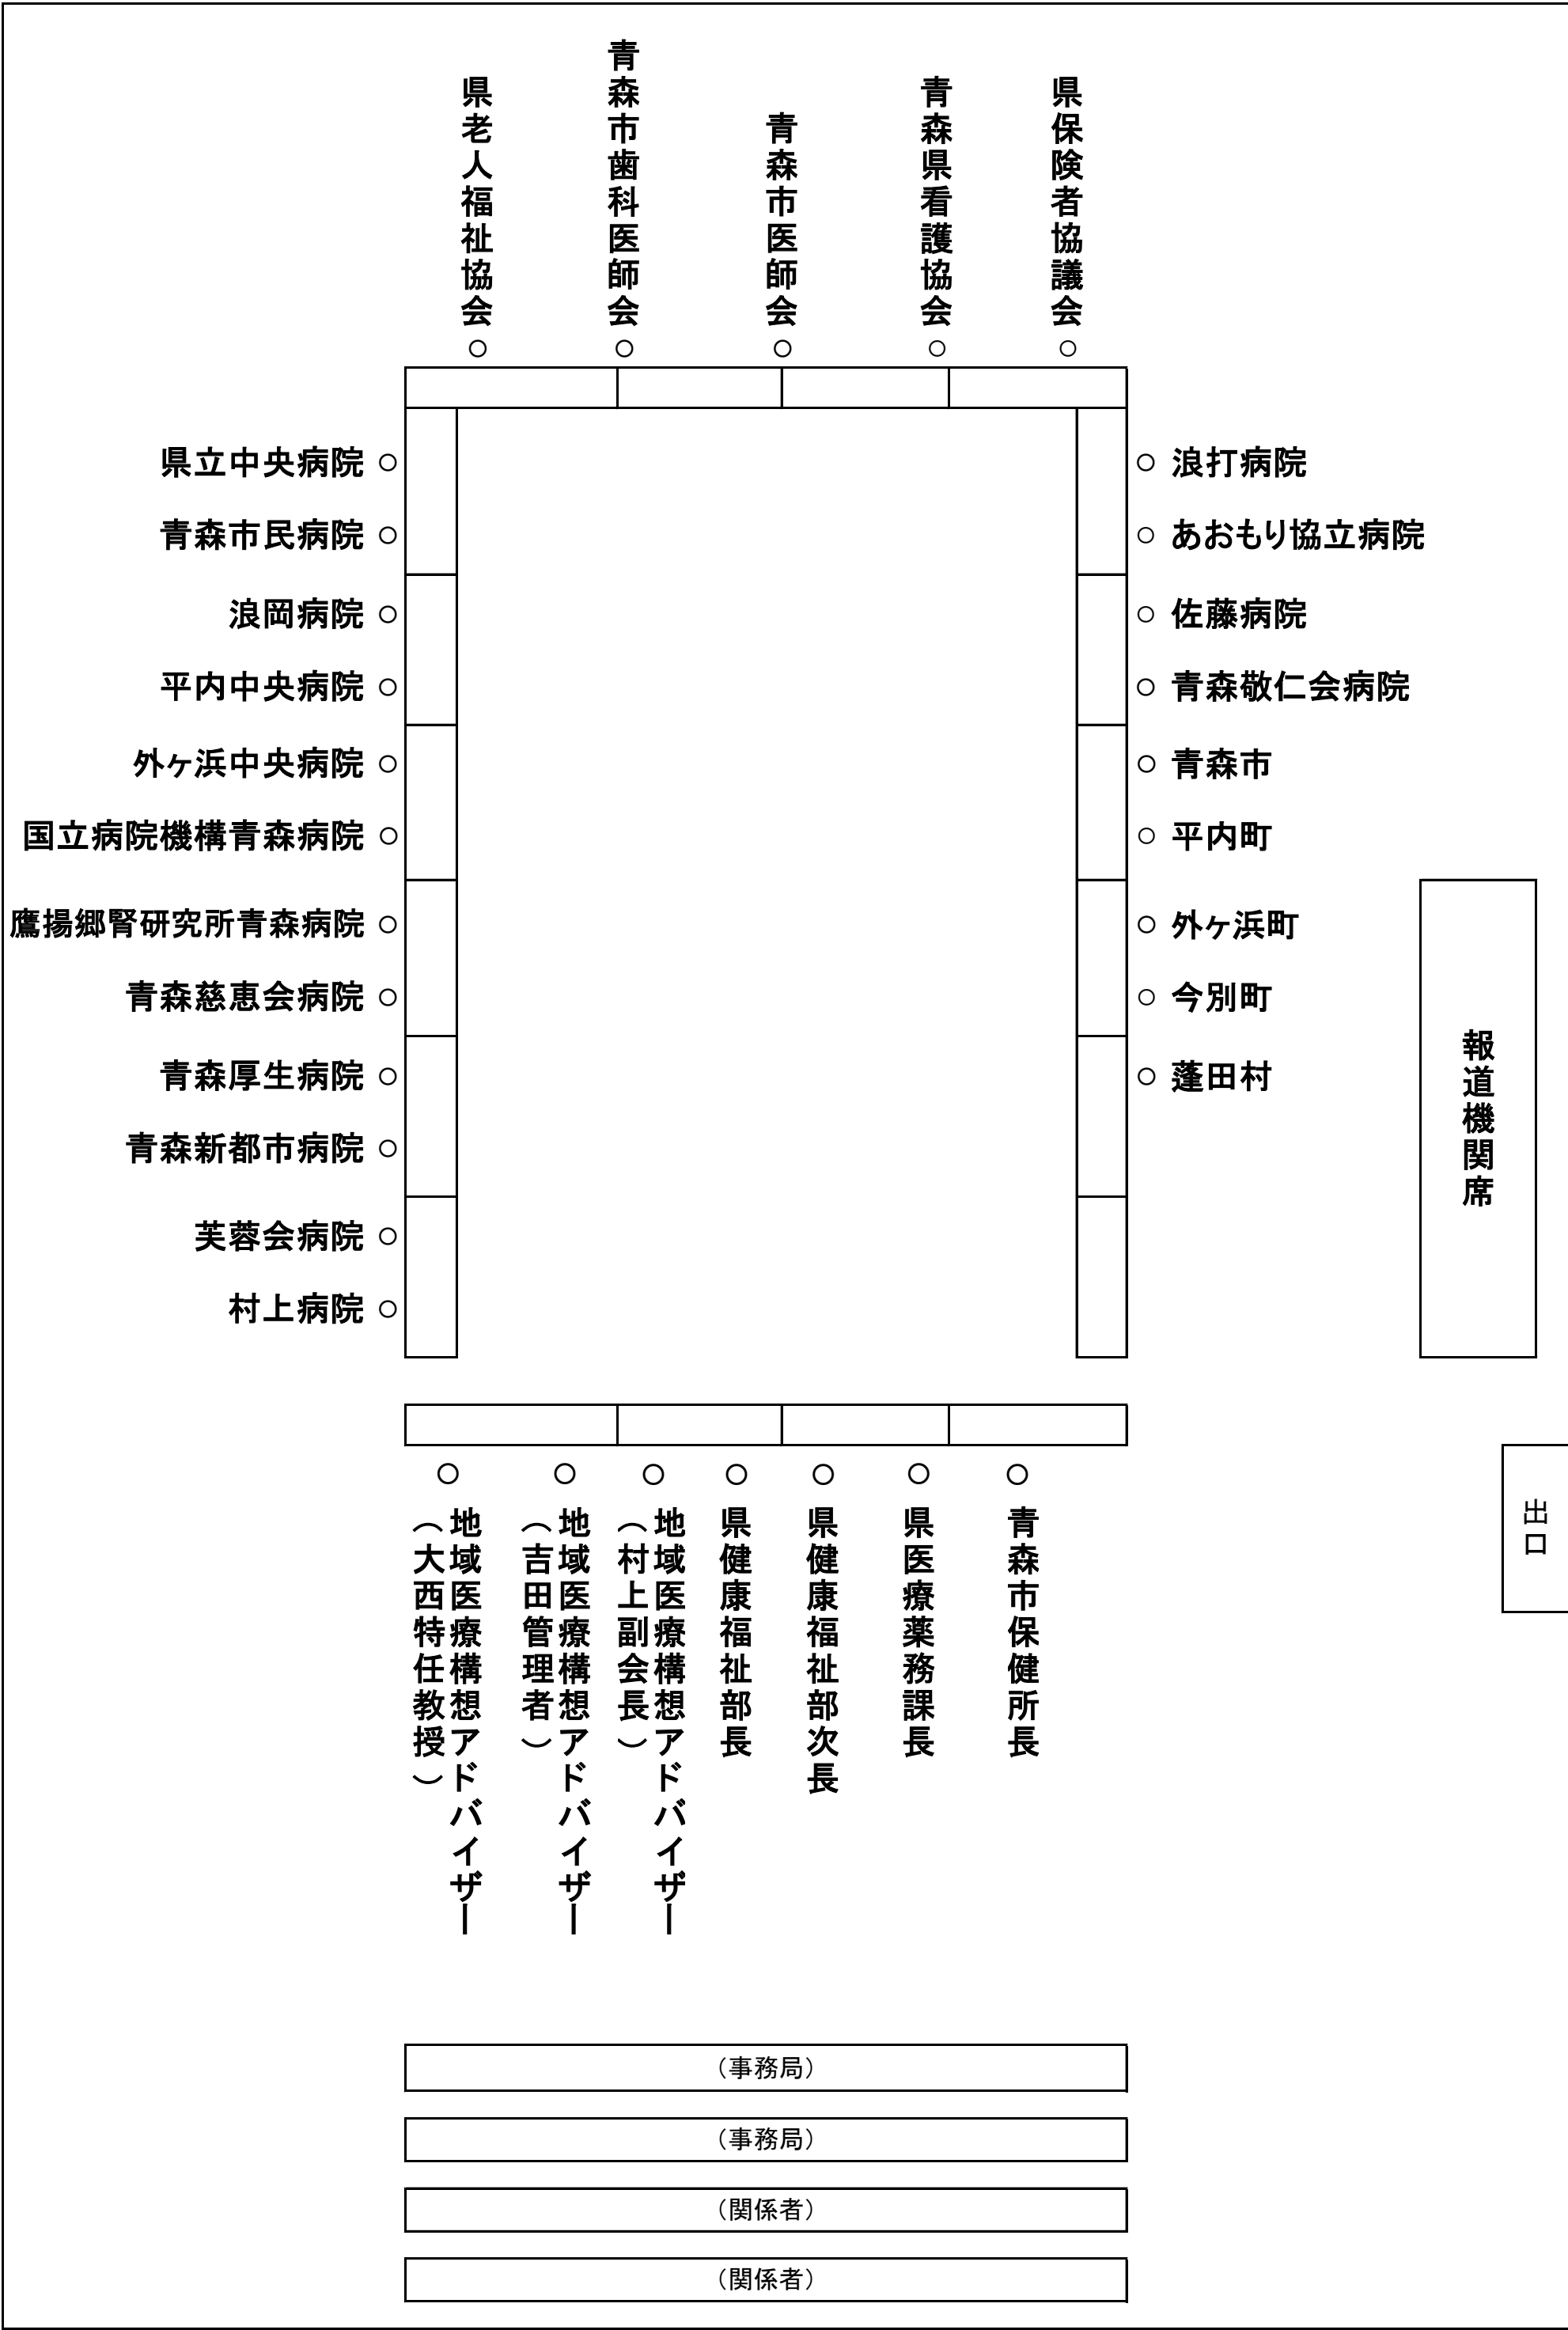 県老人福祉協会
○
青森市歯科医師会
○
青森市医師会
○
青森県看護協会
○
県保険者協議会
○
県立中央病院 ○
青森市民病院 ○
浪岡病院 ○
平内中央病院 ○
外ヶ浜中央病院 ○
国立病院機構青森病院 ○
鷹揚郷腎研究所青森病院 ○
青森慈恵会病院 ○
青森厚生病院 ○
青森新都市病院 ○
芙蓉会病院 ○
村上病院 ○
○ 浪打病院
○ あおもり協立病院
○ 佐藤病院
○ 青森敬仁会病院
○ 青森市
○ 平内町
○ 外ヶ浜町
○ 今別町
○ 蓬田村
報道機関席
出口
○
地域医療構想アドバイザー
（大西特任教授）
○
地域医療構想アドバイザー
（吉田管理者）
○
地域医療構想アドバイザー
（村上副会長）
○
県健康福祉部長
○
県健康福祉部次長
○
県医療薬務課長
○
青森市保健所長
（事務局）
（事務局）
（関係者）
（関係者）